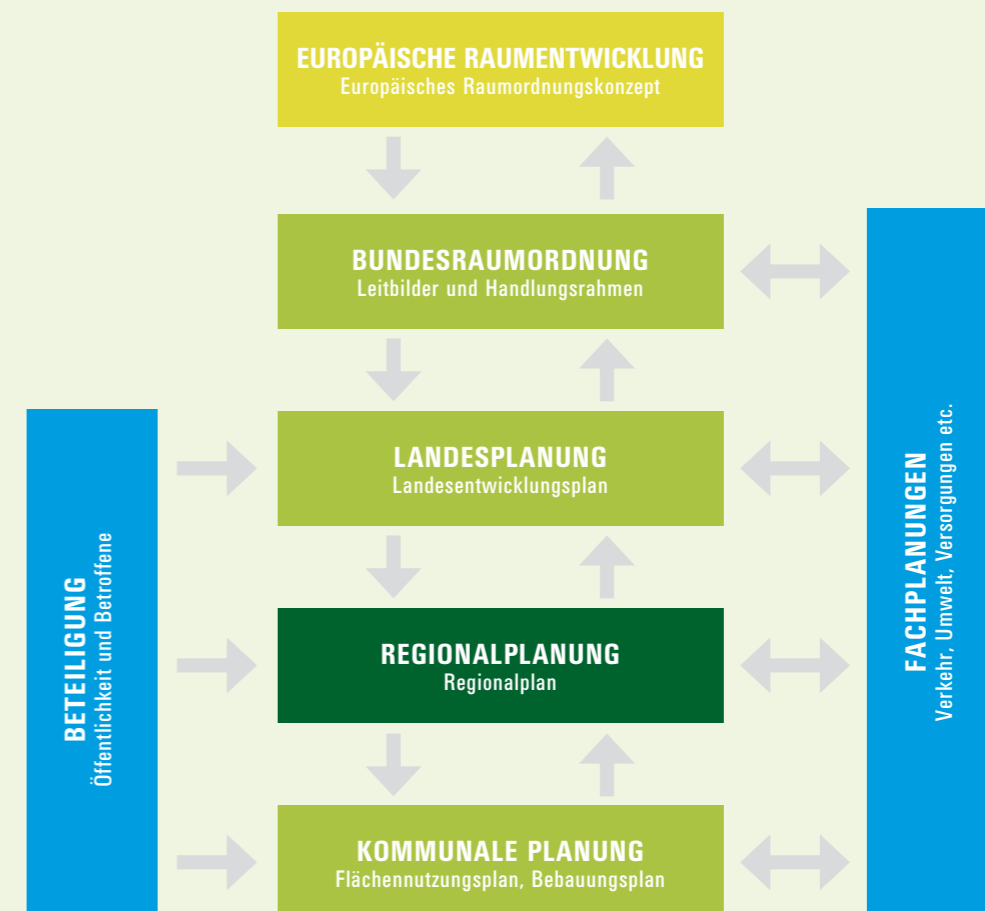 EUROPÄISCHE RAUMENTWICKLUNG
Europäisches Raumordnungskonzept
BUNDESRAUMORDNUNG
Leitbilder und Handlungsrahmen
LANDESPLANUNG
Landesentwicklungsplan
REGIONALPLANUNG
Regionalplan
KOMMUNALE PLANUNG
Flächennutzungsplan, Bebauungsplan
BETEILIGUNG
Öffentlichkeit und Betroffene
FACHPLANUNGEN
Verkehr, Umwelt, Versorgungen etc.